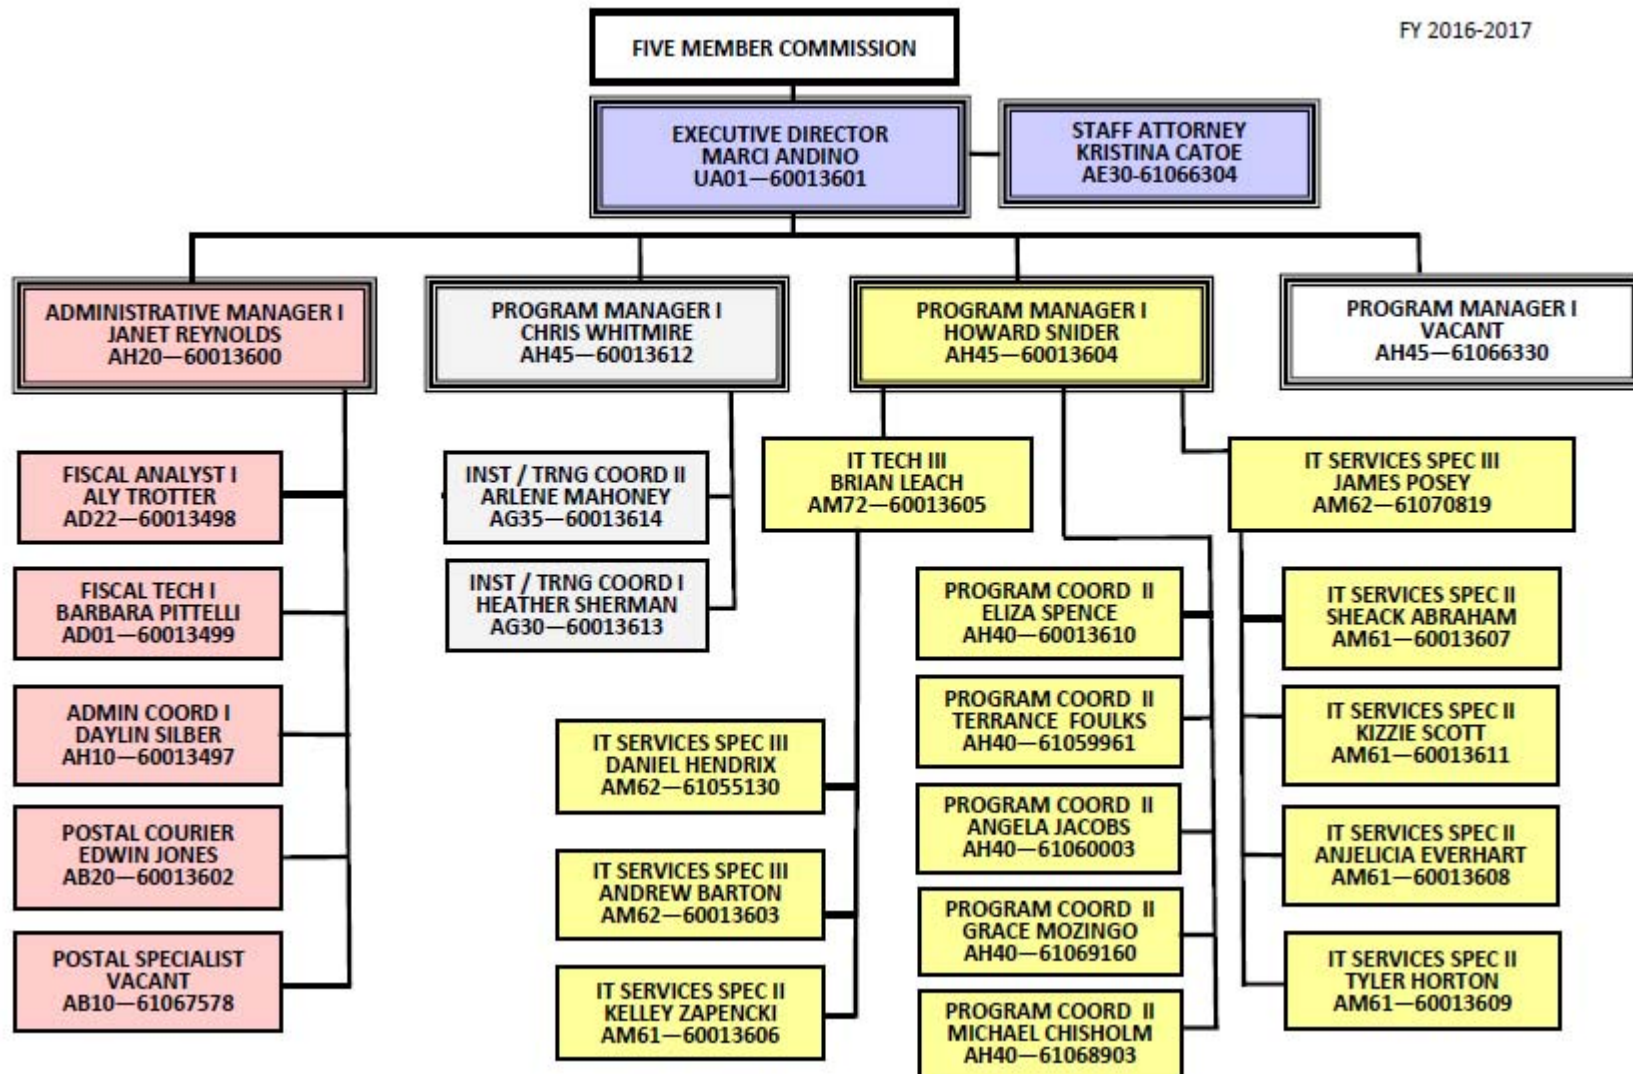 FY 2016-2017
FIVE MEMBER COMMISSION
EXECUTIVE DIRECTOR
MARCI ANDINO
UA01—60013601
STAFF ATTORNEY
KRISTINA CATOE
AE30-61066304
ADMINISTRATIVE MANAGER I
JANET REYNOLDS
AH20—60013600
PROGRAM MANAGER I
CHRIS WHITMIRE
AH45—60013612
PROGRAM MANAGER I
HOWARD SNIDER
AH45—60013604
PROGRAM MANAGER I
VACANT
AH45—61066330
FISCAL ANALYST I
ALY TROTTER
AD22—60013498
FISCAL TECH I
BARBARA PITTELLI
AD01—60013499
ADMIN COORD I
DAYLIN SILBER
AH10—60013497
POSTAL COURIER
EDWIN JONES
AB20—60013602
POSTAL SPECIALIST
VACANT
AB10—61067578
INST / TRNG COORD II
ARLENE MAHONEY
AG35—60013614
INST / TRNG COORD I
HEATHER SHERMAN
AG30—60013613
IT TECH III
BRIAN LEACH
AM72—60013605
IT SERVICES SPEC III
DANIEL HENDRIX
AM62—61055130
IT SERVICES SPEC III
ANDREW BARTON
AM62—60013603
IT SERVICES SPEC II
KELLEY ZAPENCKI
AM61—60013606
PROGRAM COORD  II
ELIZA SPENCE
AH40—60013610
PROGRAM COORD  II
TERRANCE  FOULKS
AH40—61059961
PROGRAM COORD  II
ANGELA JACOBS
AH40—61060003
PROGRAM COORD  II
GRACE MOZINGO
AH40—61069160
PROGRAM COORD  II
MICHAEL CHISHOLM
AH40—61068903
IT SERVICES SPEC III
JAMES POSEY
AM62—61070819
IT SERVICES SPEC II
SHEACK ABRAHAM
AM61—60013607
IT SERVICES SPEC II
KIZZIE SCOTT
AM61—60013611
IT SERVICES SPEC II
ANJELICIA EVERHART
AM61—60013608
IT SERVICES SPEC II
TYLER HORTON
AM61—60013609